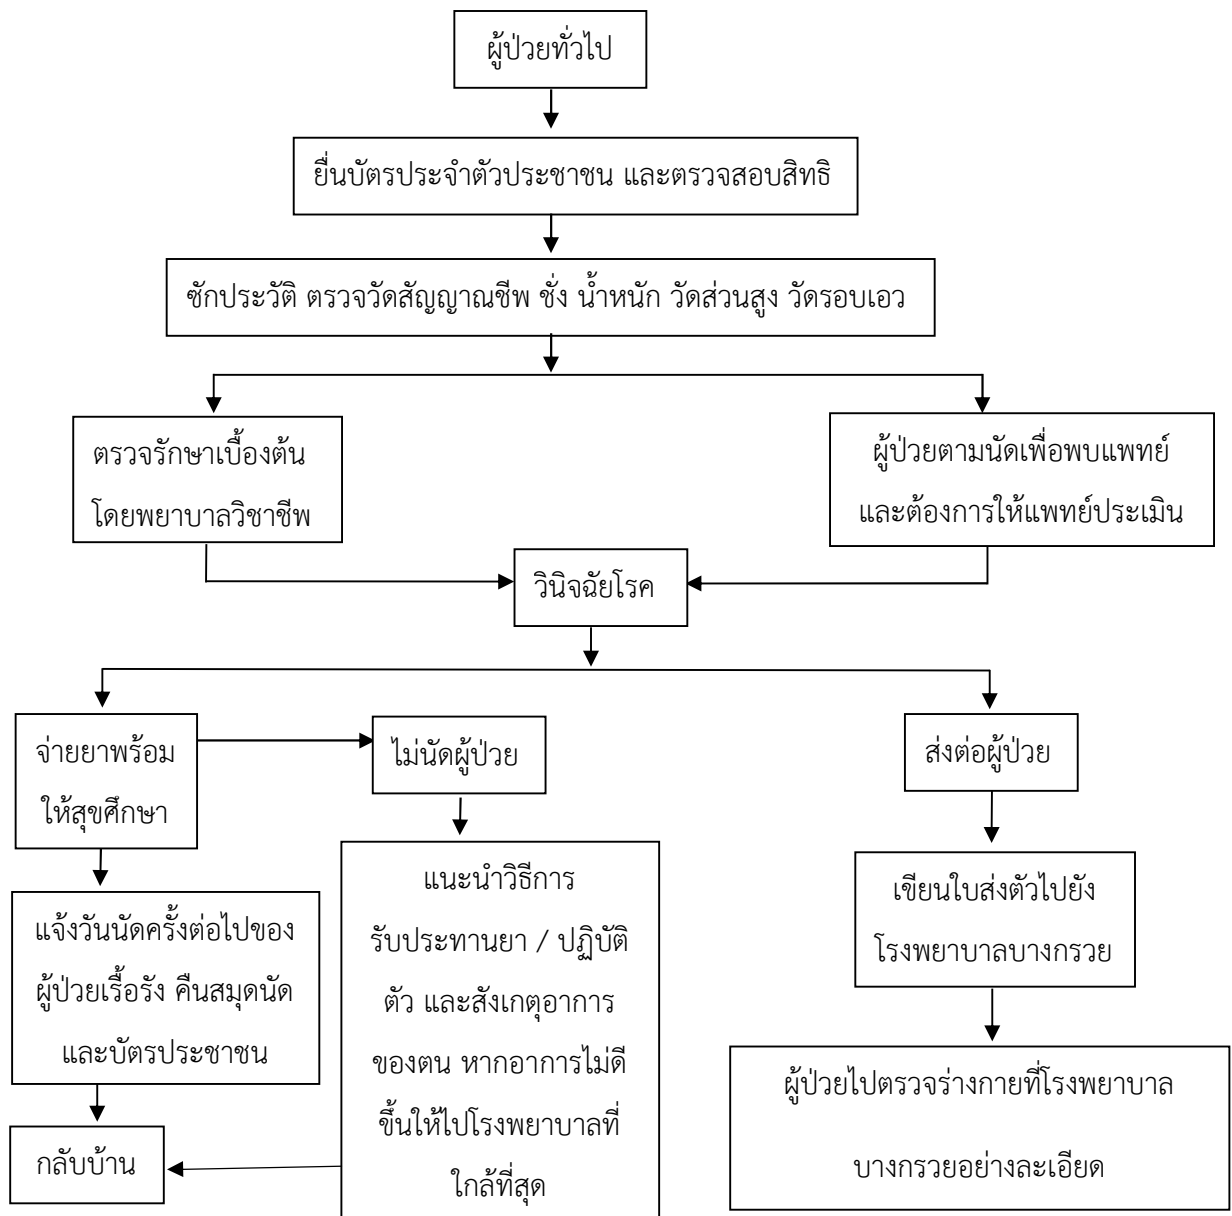 ผู้ป่วยทั่วไป
ยื่นบัตรประจำตัวประชาชน และตรวจสอบสิทธิ
ซักประวัติ ตรวจวัดสัญญาณชีพ ชั่ง น้ำหนัก วัดส่วนสูง วัดรอบเอว
ตรวจรักษาเบื้องต้น
โดยพยาบาลวิชาชีพ
ผู้ป่วยตามนัดเพื่อพบแพทย์
และต้องการให้แพทย์ประเมิน
วินิจฉัยโรค
จ่ายยาพร้อม
ให้สุขศึกษา
ไม่นัดผู้ป่วย
ส่งต่อผู้ป่วย
แจ้งวันนัดครั้งต่อไปของ
ผู้ป่วยเรื้อรัง คืนสมุดนัด
และบัตรประชาชน
แนะนำวิธีการ
รับประทานยา / ปฏิบัติ
ตัว และสังเกตุอาการ
ของตน หากอาการไม่ดี
ขึ้นให้ไปโรงพยาบาลที่
ใกล้ที่สุด
เขียนใบส่งตัวไปยัง
โรงพยาบาลบางกรวย
ผู้ป่วยไปตรวจร่างกายที่โรงพยาบาล
บางกรวยอย่างละเอียด
กลับบ้าน